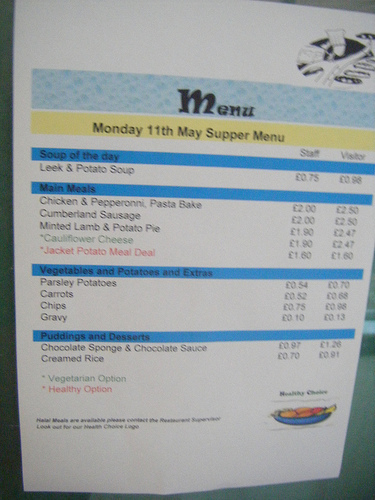 Menu
Monday 11th May Supper Menu
Staff Visitor
Soup of the day
Leek & Potato Soup £0.75 £0.98
Main Meals
Chicken & Pepperonni, Pasta Bake £2.00 £2.50
Cumberland Sausage £2.00 £2.50
Minted Lamb & Potato Pie £1.90 £2.47
*Cauliflower Cheese £1.90 £2.47
*Jacket Potato Meal Deal £1.60 £1.60
Vegetables and Potatoes and Extras
Parsley Potatoes £0.54 £0.70
Carrots £0.52 £0.68
Chips £0.75 £0.98
Gravy £0.10 £0.13
Puddings and Desserts
Chocolate Sponge & Chocolate Sauce £0.97 £1.26
Creamed Rice £0.70 £0.91
* Vegetarian Option
* Healthy Option
Healthy Choice
Halal Meals are available please contact the Restaurant Supervisor
Look out for our Health Choice Logo